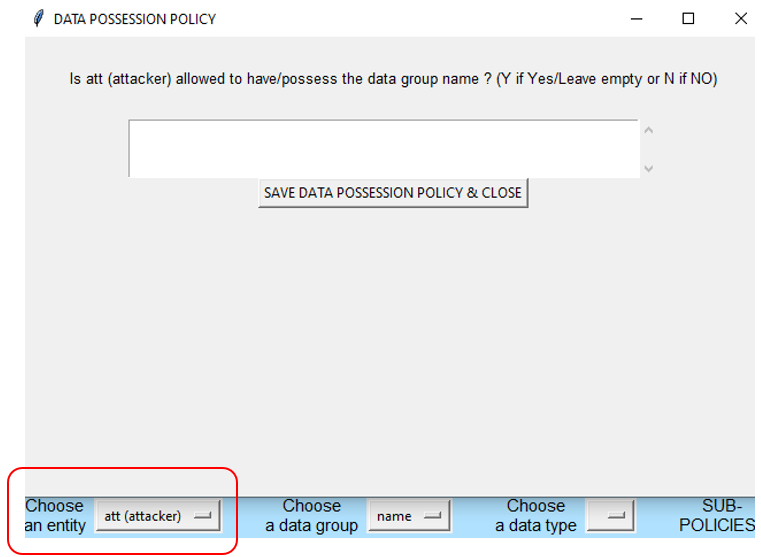 DATA POSSESSION POLICY
Is att (attacker) allowed to have/possess the data group name ? (Y if Yes/Leave empty or N if NO)
SAVE DATA POSSESSION POLICY & CLOSE
Choose
an entity
att (attacker)
Choose
a data group
name
Choose
a data type
SUB-
POLICIES